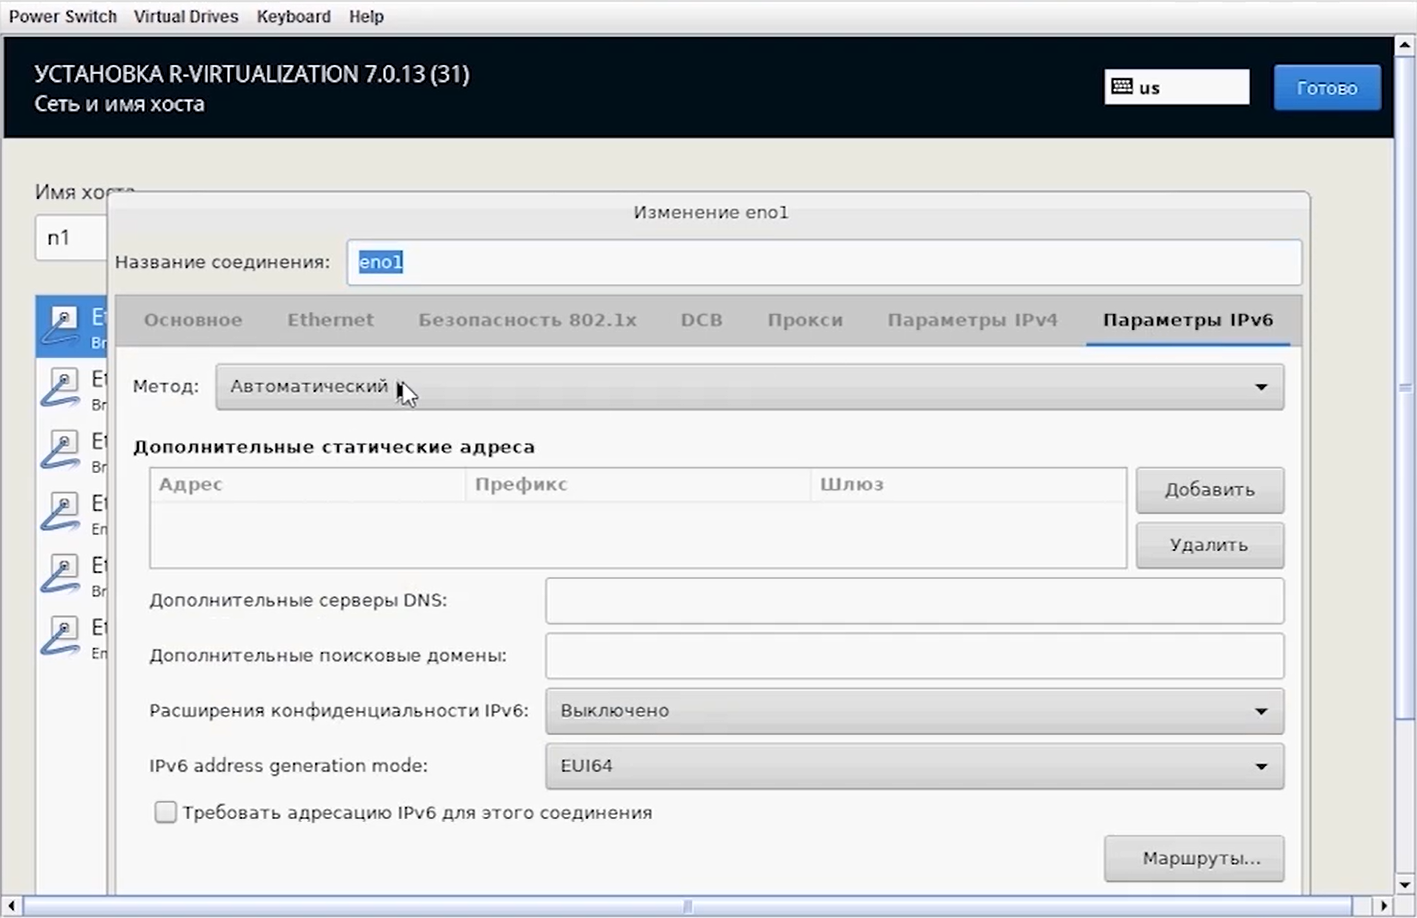 Power Switch Virtual Drives Keyboard Help
УСТАНОВКА R-VIRTUALIZATION 7.0.13 (31)
Сеть и имя хоста
us
Готово
Имя хоста
n1
Изменение eno1
Название соединения: eno1
Основное Ethernet Безопасность 802.1x DCB Прокси Параметры IPv4 Параметры IPv6
Et
Br
Et
Br
Et
Br
Et
En
Et
Br
Et
En
Метод: Автоматический
Дополнительные статические адреса
Адрес Префикс Шлюз
Добавить
Удалить
Дополнительные серверы DNS:
Дополнительные поисковые домены:
Расширения конфиденциальности IPv6: Выключено
IPv6 address generation mode: EUI64
Требовать адресацию IPv6 для этого соединения
Маршруты...